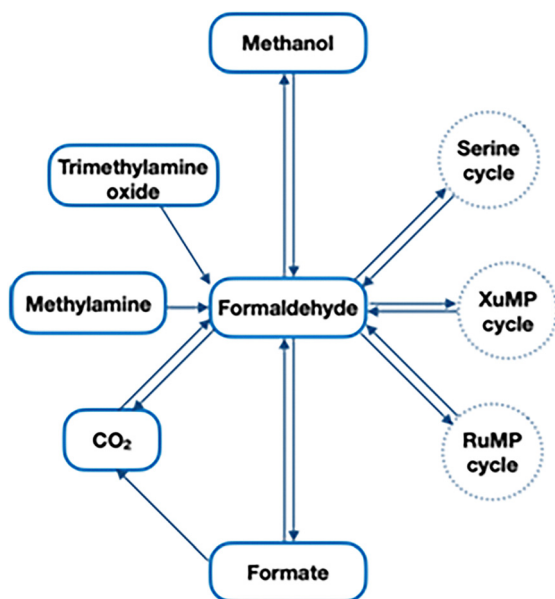 Methanol
Trimethylamine
oxide
Serine
cycle
Methylamine
Formaldehyde
XuMP
cycle
CO₂
RuMP
cycle
Formate